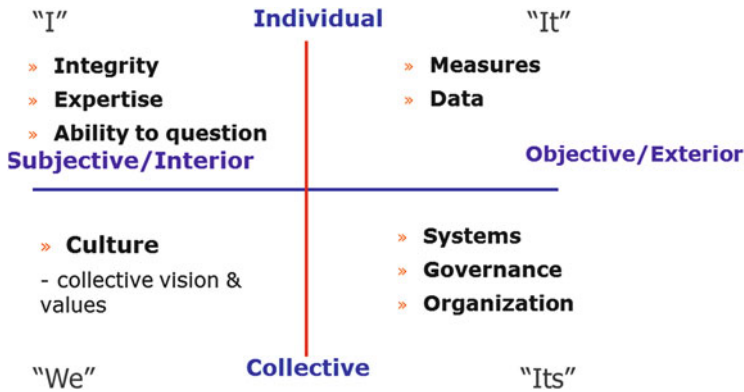 “I”
Individual
“It”
» Integrity
» Expertise
» Ability to question
» Measures
» Data
Subjective/Interior
Objective/Exterior
» Culture
- collective vision &
values
» Systems
» Governance
» Organization
“We”
Collective
“Its”